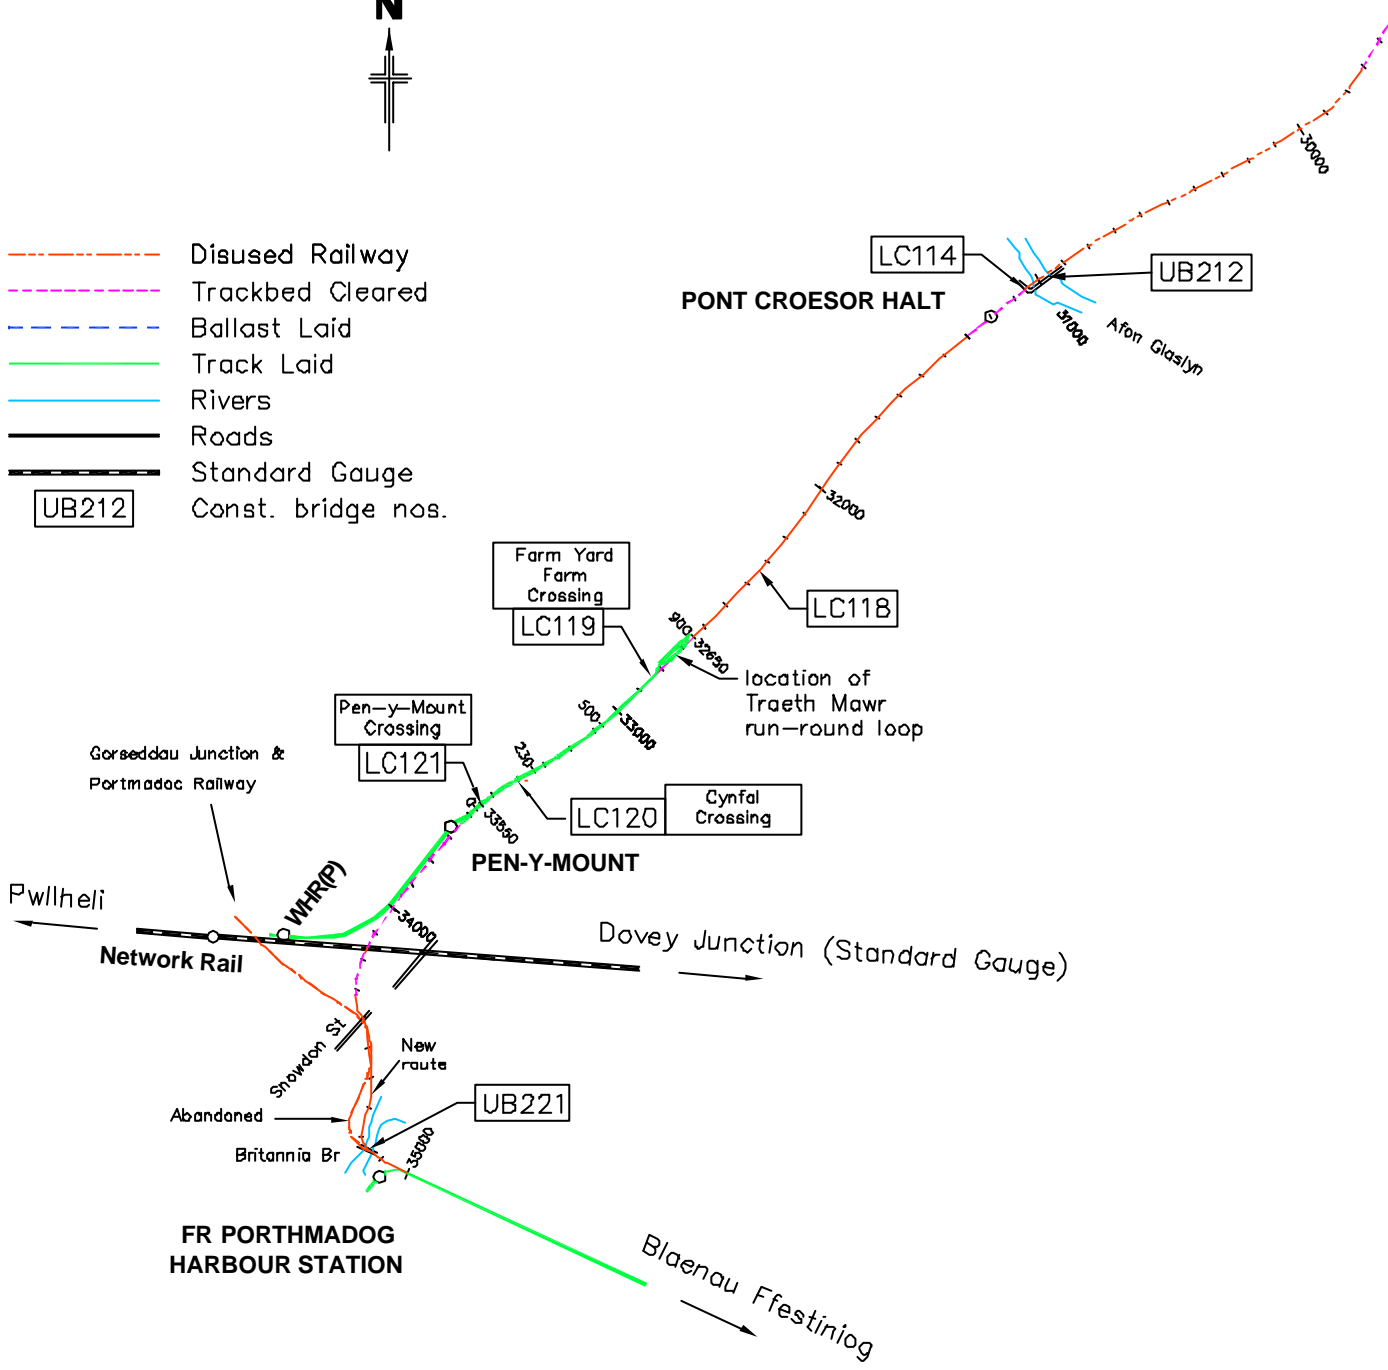 N
30000
Disused Railway
Trackbed Cleared
Ballast Laid
Track Laid
Rivers
Roads
Standard Gauge
UB212
Const. bridge nos.
LC114
UB212
PONT CROESOR HALT
37000
Afon Glaslyn
32000
Farm Yard
Farm
Crossing
LC119
LC118
900
32650
location of
Traeth Mawr
run-round loop
Pen-y-Mount
Crossing
LC121
500
33000
230
Gorseddau Junction &
Portmadoc Railway
0
33550
LC120
Cynfal
Crossing
PEN-Y-MOUNT
WHR(P)
Pwllheli
34000
Network Rail
Dovey Junction (Standard Gauge)
Snowdon St
New
route
Abandoned
UB221
Britannia Br
35000
FR PORTHMADOG
HARBOUR STATION
Blaenau Ffestiniog